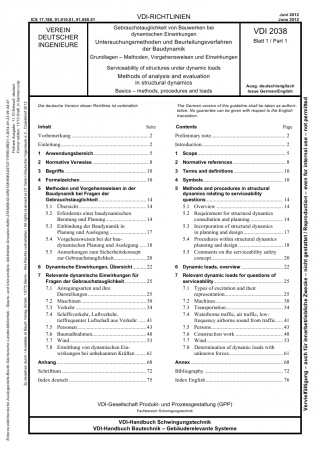 ICS 17.160, 91.010.01, 91.080.01
VDI-RICHTLINIEN
Juni 2012
June 2012
VEREIN
DEUTSCHER
INGENIEURE
Gebrauchstauglichkeit von Bauwerken bei
dynamischen Einwirkungen
Untersuchungsmethoden und Beurteilungsverfahren
der Baudynamik
Grundlagen – Methoden, Vorgehensweisen und Einwirkungen
Serviceability of structures under dynamic loads
Methods of analysis and evaluation
in structural dynamics
Basics – methods, procedures and loads
VDI 2038
Blatt 1 / Part 1
Ausg. deutsch/englisch
Issue German/English
Die deutsche Version dieser Richtlinie ist verbindlich.
The German version of this guideline shall be taken as authori-
tative. No guarantee can be given with respect to the English
translation.
Inhalt Seite
Vorbemerkung 2
Einleitung 2
1 Anwendungsbereich 5
2 Normative Verweise 8
3 Begriffe 10
4 Formelzeichen 10
5 Methoden und Vorgehensweisen in der
Baudynamik bei Fragen der
Gebrauchstauglichkeit 14
5.1 Übersicht 14
5.2 Erfordernis einer baudynamischen
Beratung und Planung 14
5.3 Einbindung der Baudynamik in
Planung und Auslegung 17
5.4 Vorgehensweisen bei der bau-
dynamischen Planung und Auslegung 18
5.5 Anmerkungen zum Sicherheitskonzept
zur Gebrauchstauglichkeit 20
6 Dynamische Einwirkungen, Übersicht 22
7 Relevante dynamische Einwirkungen für
Fragen der Gebrauchstauglichkeit 25
7.1 Anregungsarten und ihre
Darstellungen 25
7.2 Maschinen 36
7.3 Verkehr 34
7.4 Schiffsverkehr, Luftverkehr,
tieffrequenter Luftschall aus Verkehr 41
7.5 Personen 43
7.6 Baumaßnahmen 48
7.7 Wind 53
7.8 Ermittlung von dynamischen Ein-
wirkungen bei unbekannten Kräften 61
Anhang 68
Schrifttum 72
Index deutsch 75
Contents Page
Preliminary note 2
Introduction 2
1 Scope 5
2 Normative references 8
3 Terms and definitions 10
4 Symbols 10
5 Methods and procedures in structural
dynamics relating to serviceability
questions 14
5.1 Overview 14
5.2 Requirement for structural dynamics
consultation and planning 14
5.3 Incorporation of structural dynamics
in planning and design 17
5.4 Procedures within structural dynamics
planning and design 18
5.5 Comments on the serviceability safety
concept 20
6 Dynamic loads, overview 22
7 Relevant dynamic loads for questions of
serviceability 25
7.1 Types of excitation and their
representation 25
7.2 Machines 36
7.3 Transportation 34
7.4 Waterborne traffic, air traffic, low-
frequency airborne sound from traffic 41
7.5 Persons 43
7.6 Construction work 48
7.7 Wind 53
7.8 Determination of dynamic loads with
unknown forces 61
Annex 68
Bibliography 72
Index English 76
VDI-Gesellschaft Produkt- und Prozessgestaltung (GPP)
Fachbereich Schwingungstechnik
VDI-Handbuch Schwingungstechnik
VDI-Handbuch Bautechnik – Gebäuderelevante Systeme
Vervielfältigung – auch für innerbetriebliche Zwecke – nicht gestattet / Reproduction – even for internal use – not permitted